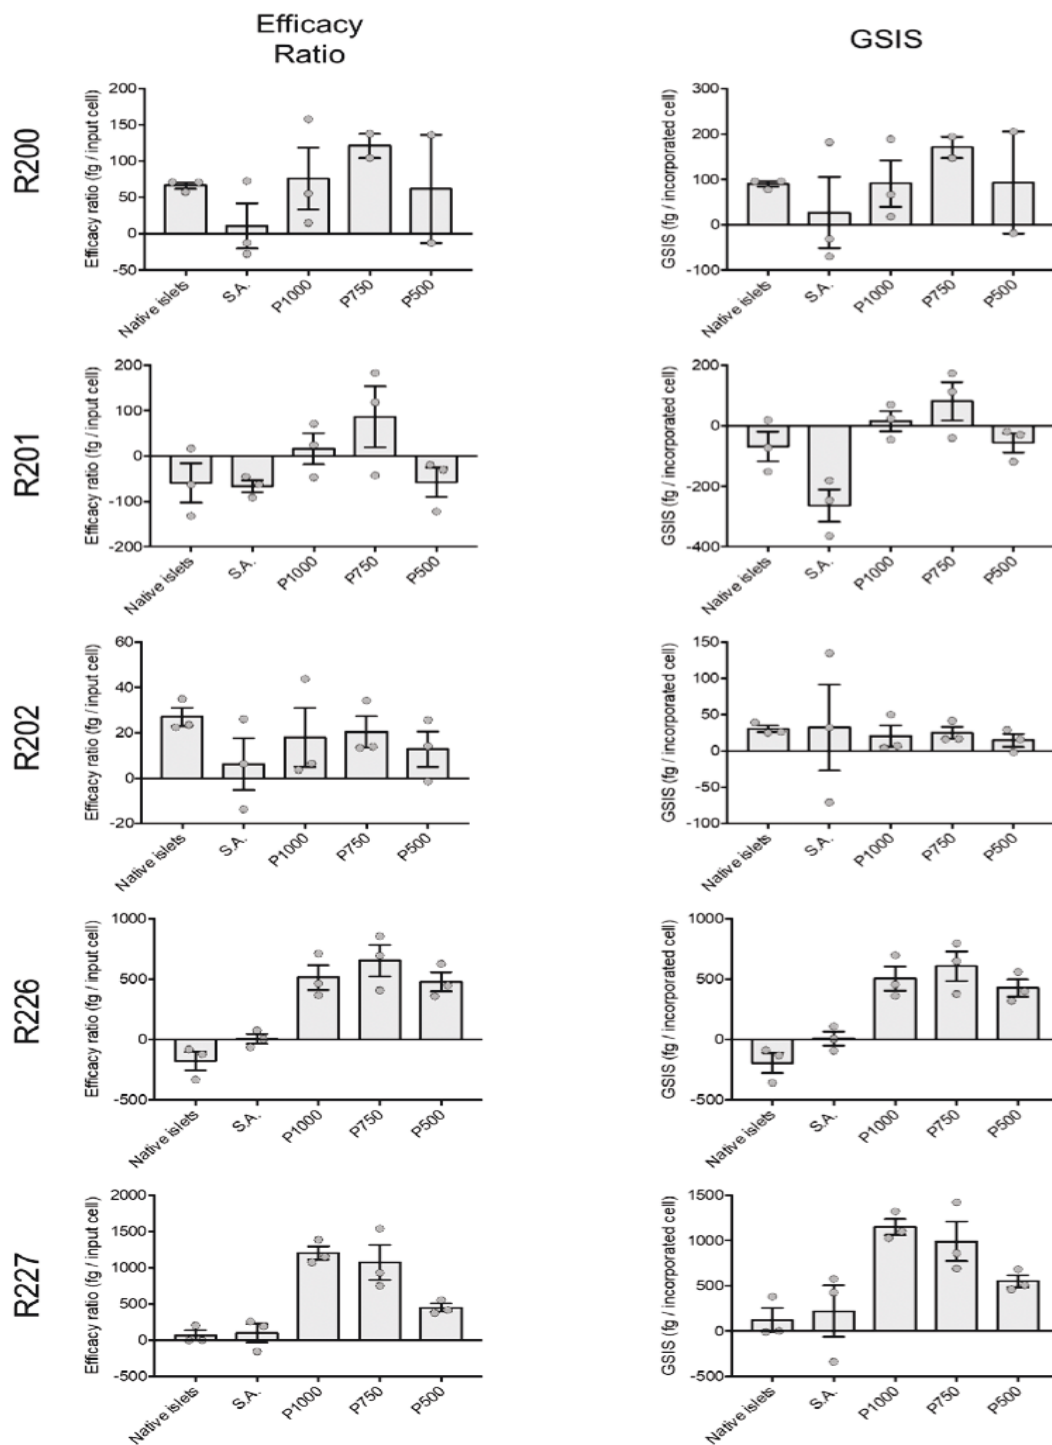 Efficacy
Ratio
GSIS
R200
Efficacy ratio (fg / input cell)
200
150
100
50
0
-50
Native islets
S.A.
P1000
P750
P500
GSIS (fg / incorporated cell)
300
200
100
0
-100
Native islets
S.A.
P1000
P750
P500
R201
Efficacy ratio (fg / input cell)
200
100
0
-100
-200
Native islets
S.A.
P1000
P750
P500
GSIS (fg / incorporated cell)
200
0
-200
-400
Native islets
S.A.
P1000
P750
P500
R202
Efficacy ratio (fg / input cell)
60
40
20
0
-20
Native islets
S.A.
P1000
P750
P500
GSIS (fg / incorporated cell)
150
100
50
0
-50
-100
Native islets
S.A.
P1000
P750
P500
R226
Efficacy ratio (fg / input cell)
1000
500
0
-500
Native islets
S.A.
P1000
P750
P500
GSIS (fg / incorporated cell)
1000
500
0
-500
Native islets
S.A.
P1000
P750
P500
R227
Efficacy ratio (fg / input cell)
2000
1500
1000
500
0
-500
Native islets
S.A.
P1000
P750
P500
GSIS (fg / incorporated cell)
1500
1000
500
0
-500
Native islets
S.A.
P1000
P750
P500